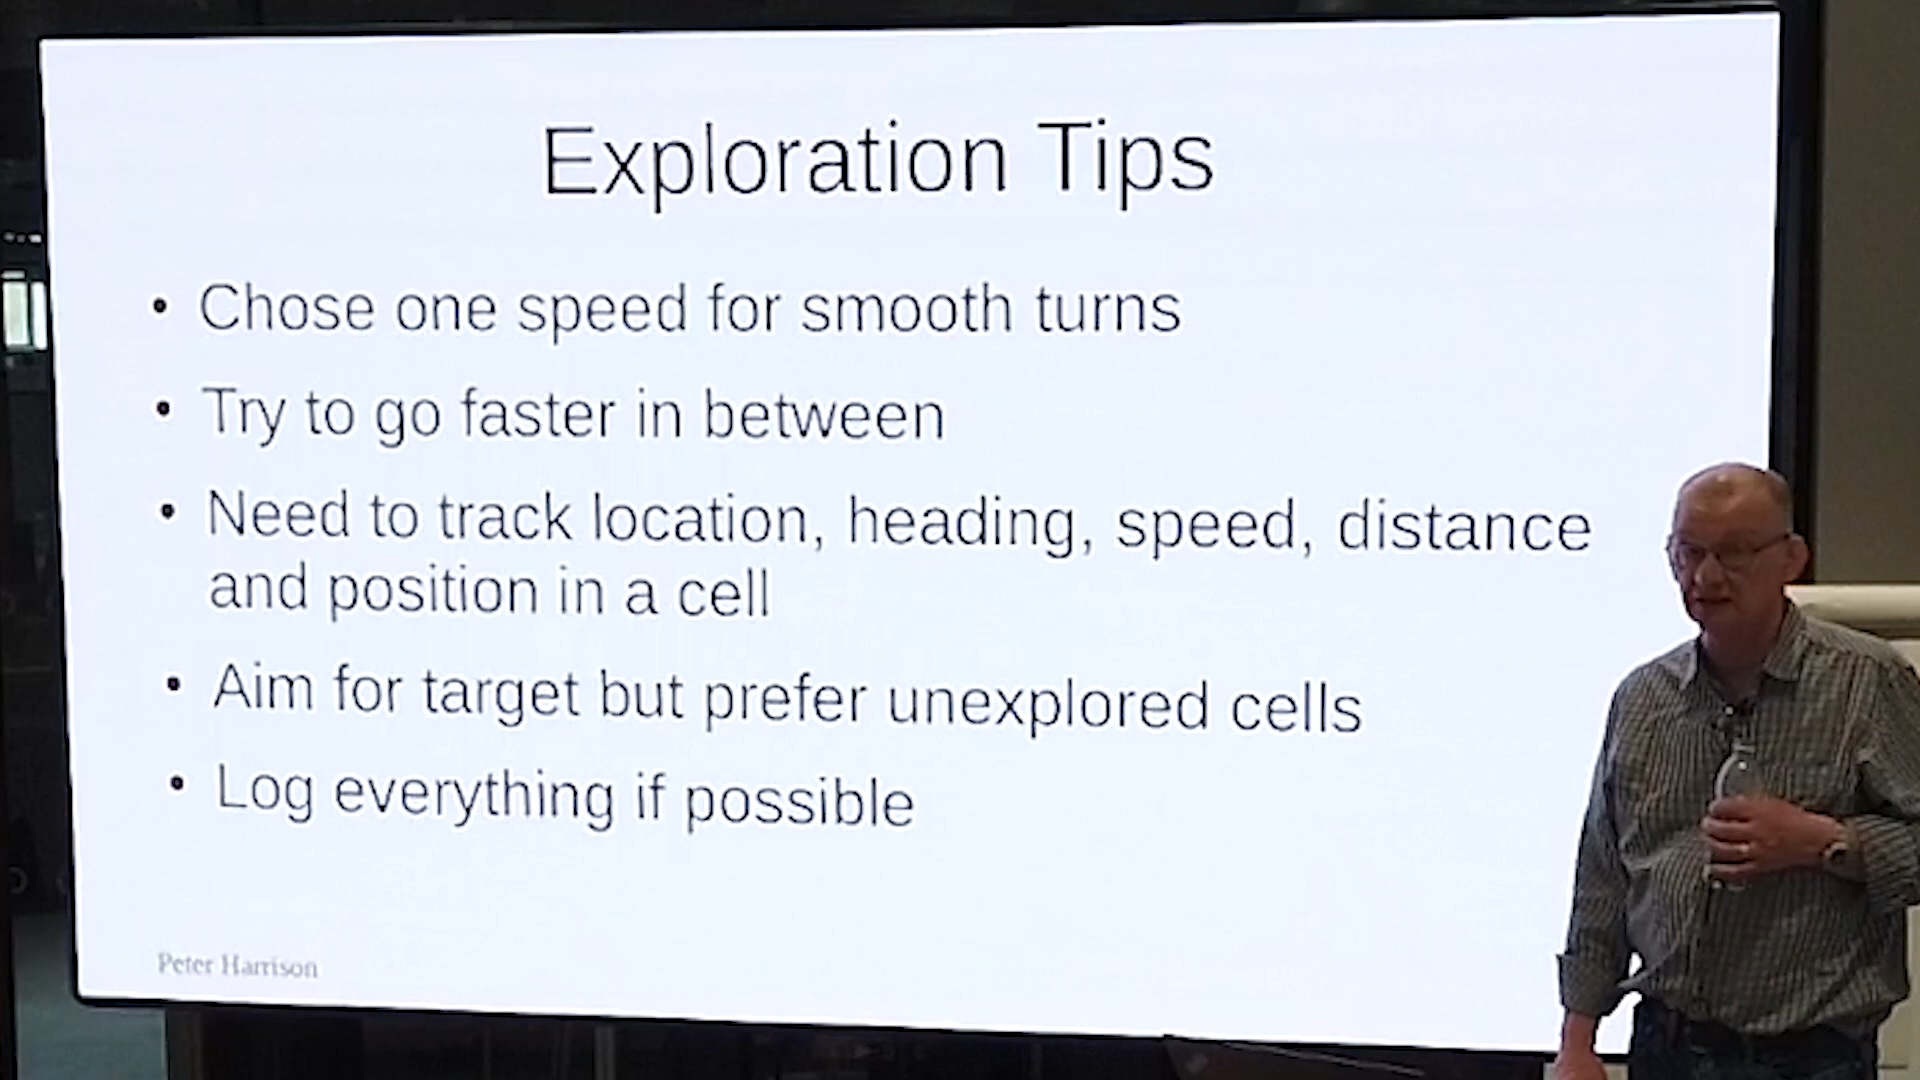 Exploration Tips
• Chose one speed for smooth turns
• Try to go faster in between
• Need to track location, heading, speed, distance
and position in a cell
• Aim for target but prefer unexplored cells
• Log everything if possible
Peter Harrison